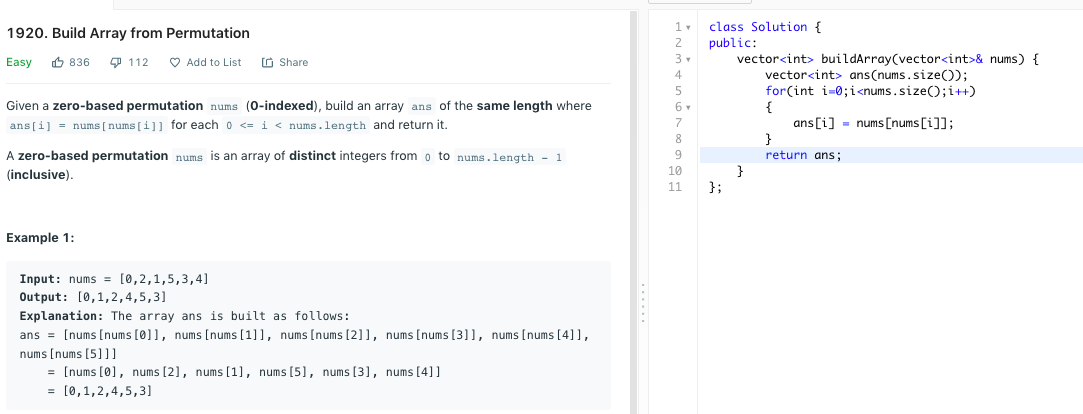 1920. Build Array from Permutation
Easy 836 112 Add to List Share
Given a zero-based permutation nums (0-indexed), build an array ans of the same length where
ans[i] = nums[nums[i]] for each 0 <= i < nums.length and return it.
A zero-based permutation nums is an array of distinct integers from 0 to nums.length - 1
(inclusive).
Example 1:
Input: nums = [0,2,1,5,3,4]
Output: [0,1,2,4,5,3]
Explanation: The array ans is built as follows:
ans = [nums[nums[0]], nums[nums[1]], nums[nums[2]], nums[nums[3]], nums[nums[4]],
nums[nums[5]]]
= [nums[0], nums[2], nums[1], nums[5], nums[3], nums[4]]
= [0,1,2,4,5,3]
1 class Solution {
2 public:
3 vector<int> buildArray(vector<int>& nums) {
4 vector<int> ans(nums.size());
5 for(int i=0;i<nums.size();i++)
6 {
7 ans[i] = nums[nums[i]];
8 }
9 return ans;
10 }
11 };